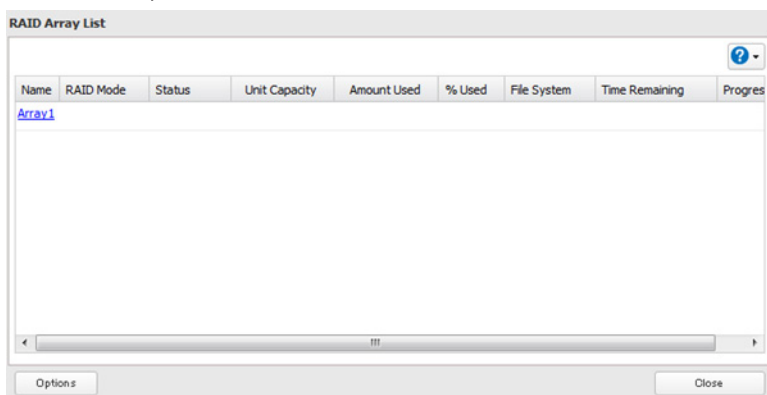 RAID Array List
?
Name RAID Mode Status Unit Capacity Amount Used % Used File System Time Remaining Progres
Array1
Options Close